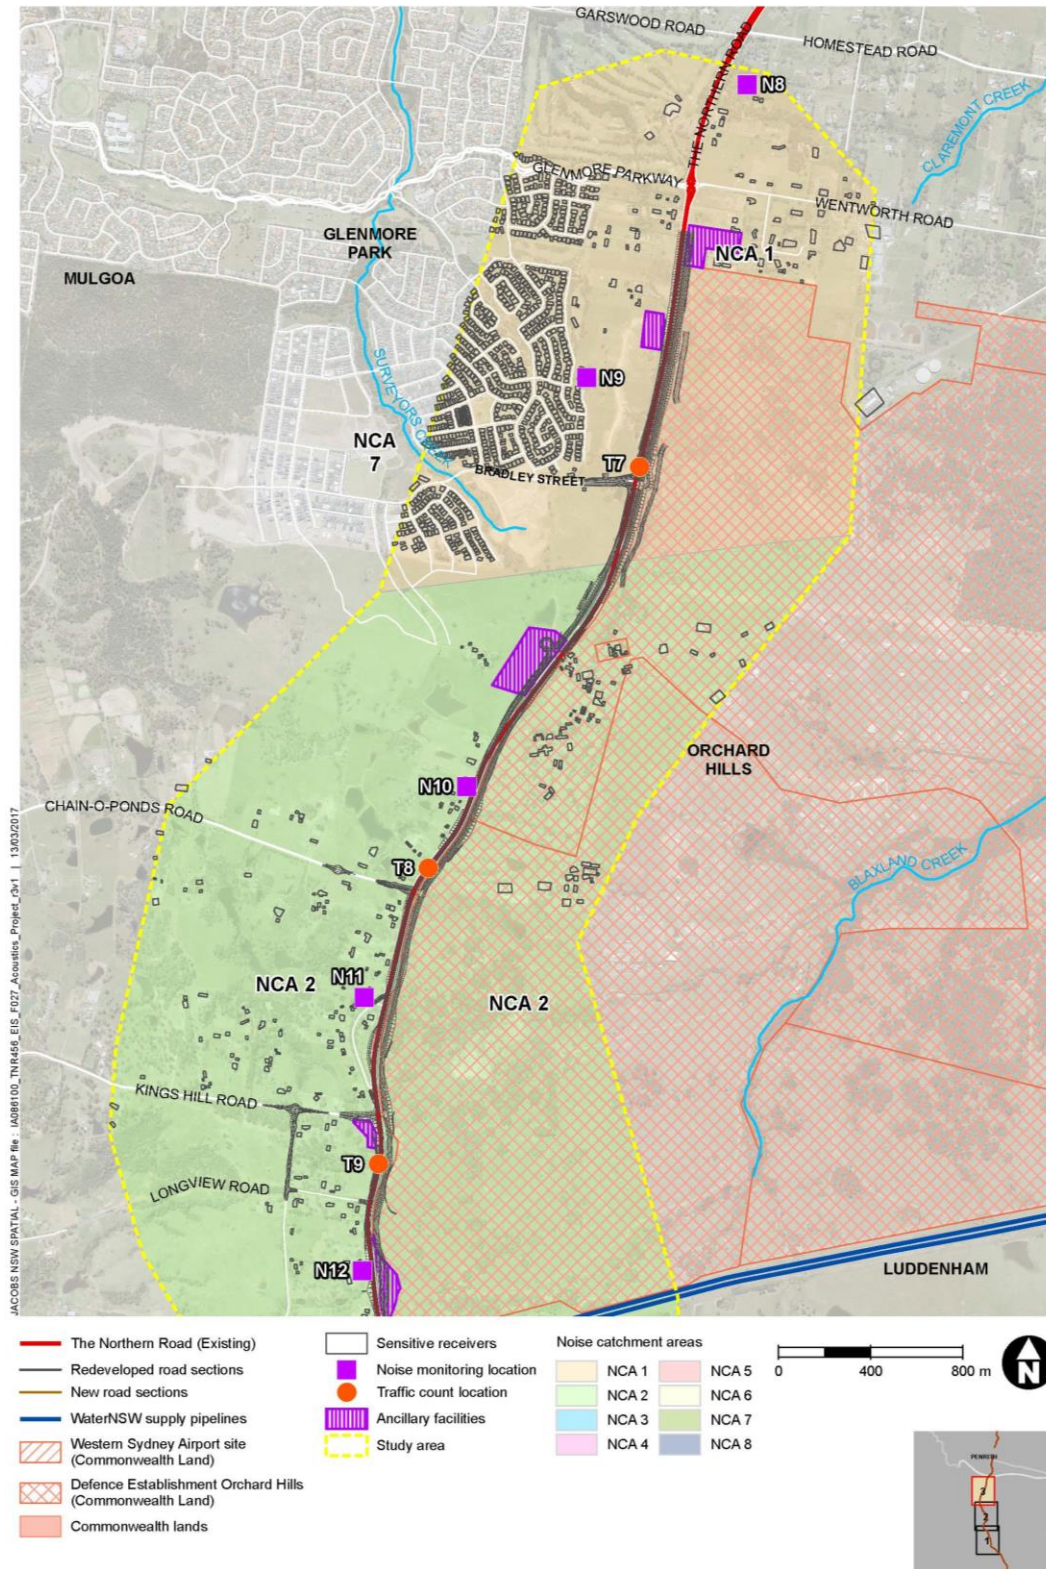 GARSWOOD ROAD
HOMESTEAD ROAD
THE NORTHERN ROAD
N8
CLAREMONT CREEK
GLENMORE PARKWAY
WENTWORTH ROAD
GLENMORE
PARK
NCA 1
MULGOA
SURVEYORS CREEK
N9
NCA
7
T7
BRADLEY STREET
ORCHARD
HILLS
N10
CHAIN-O-PONDS ROAD
T8
BLAXLAND CREEK
N11
NCA 2
NCA 2
KINGS HILL ROAD
T9
LONGVIEW ROAD
N12
LUDDENHAM
JACOBS NSW SPATIAL - GIS MAP file : IA086100_TNR456_EIS_F027_Acoustics_Project_r3v1 | 13/03/2017
The Northern Road (Existing)
Redeveloped road sections
New road sections
WaterNSW supply pipelines
Western Sydney Airport site
(Commonwealth Land)
Defence Establishment Orchard Hills
(Commonwealth Land)
Commonwealth lands
Sensitive receivers
Noise monitoring location
Traffic count location
Ancillary facilities
Study area
Noise catchment areas
NCA 1
NCA 2
NCA 3
NCA 4
NCA 5
NCA 6
NCA 7
NCA 8
0 400 800 m
N
PENRITH
3
2
1